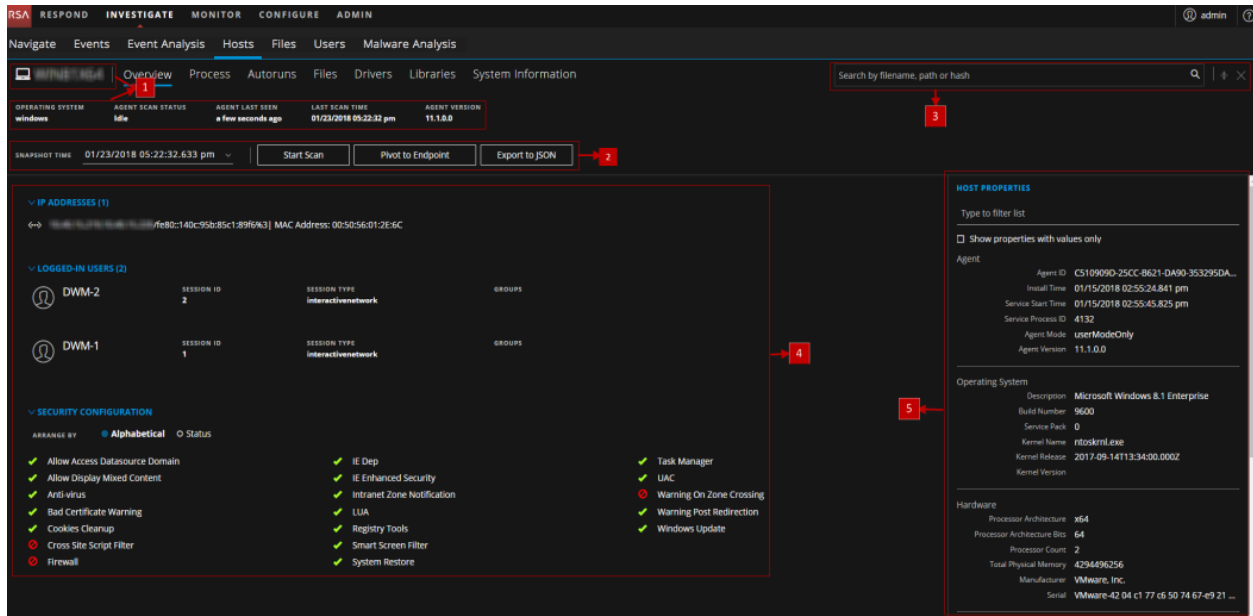 RSA RESPOND INVESTIGATE MONITOR CONFIGURE ADMIN admin
Navigate Events Event Analysis Hosts Files Users Malware Analysis
Overview Process Autoruns Files Drivers Libraries System Information Search by filename, path or hash
1
OPERATING SYSTEM AGENT SCAN STATUS AGENT LAST SEEN LAST SCAN TIME AGENT VERSION
windows Idle a few seconds ago 01/23/2018 05:22:32 pm 11.1.0.0
3
SNAPSHOT TIME 01/23/2018 05:22:32.633 pm Start Scan Pivot to Endpoint Export to JSON 2
IP ADDRESSES (1)
/fe80::140c:95b:85c1:89f6%3| MAC Address: 00:50:56:01:2E:6C
LOGGED-IN USERS (2)
DWM-2 SESSION ID SESSION TYPE GROUPS
2 interactivenetwork
DWM-1 SESSION ID SESSION TYPE GROUPS
1 interactivenetwork
4
SECURITY CONFIGURATION
ARRANGE BY Alphabetical Status
Allow Access Datasource Domain IE Dep Task Manager
Allow Display Mixed Content IE Enhanced Security UAC
Anti-virus Intranet Zone Notification Warning On Zone Crossing
Bad Certificate Warning LUA Warning Post Redirection
Cookies Cleanup Registry Tools Windows Update
Cross Site Script Filter Smart Screen Filter
Firewall System Restore
HOST PROPERTIES
Type to filter list
Show properties with values only
Agent
Agent ID C510909D-25CC-B621-DA90-353295DA...
Install Time 01/15/2018 02:55:24.841 pm
Service Start Time 01/15/2018 02:55:45.825 pm
Service Process ID 4132
Agent Mode userModeOnly
Agent Version 11.1.0.0
Operating System
Description Microsoft Windows 8.1 Enterprise
5
Build Number 9600
Service Pack 0
Kernel Name ntoskrnl.exe
Kernel Release 2017-09-14T13:34:00.000Z
Kernel Version
Hardware
Processor Architecture x64
Processor Architecture Bits 64
Processor Count 2
Total Physical Memory 4294496256
Manufacturer VMware, Inc.
Serial VMware-42 04 c1 77 c6 50 74 67-e9 21 ...